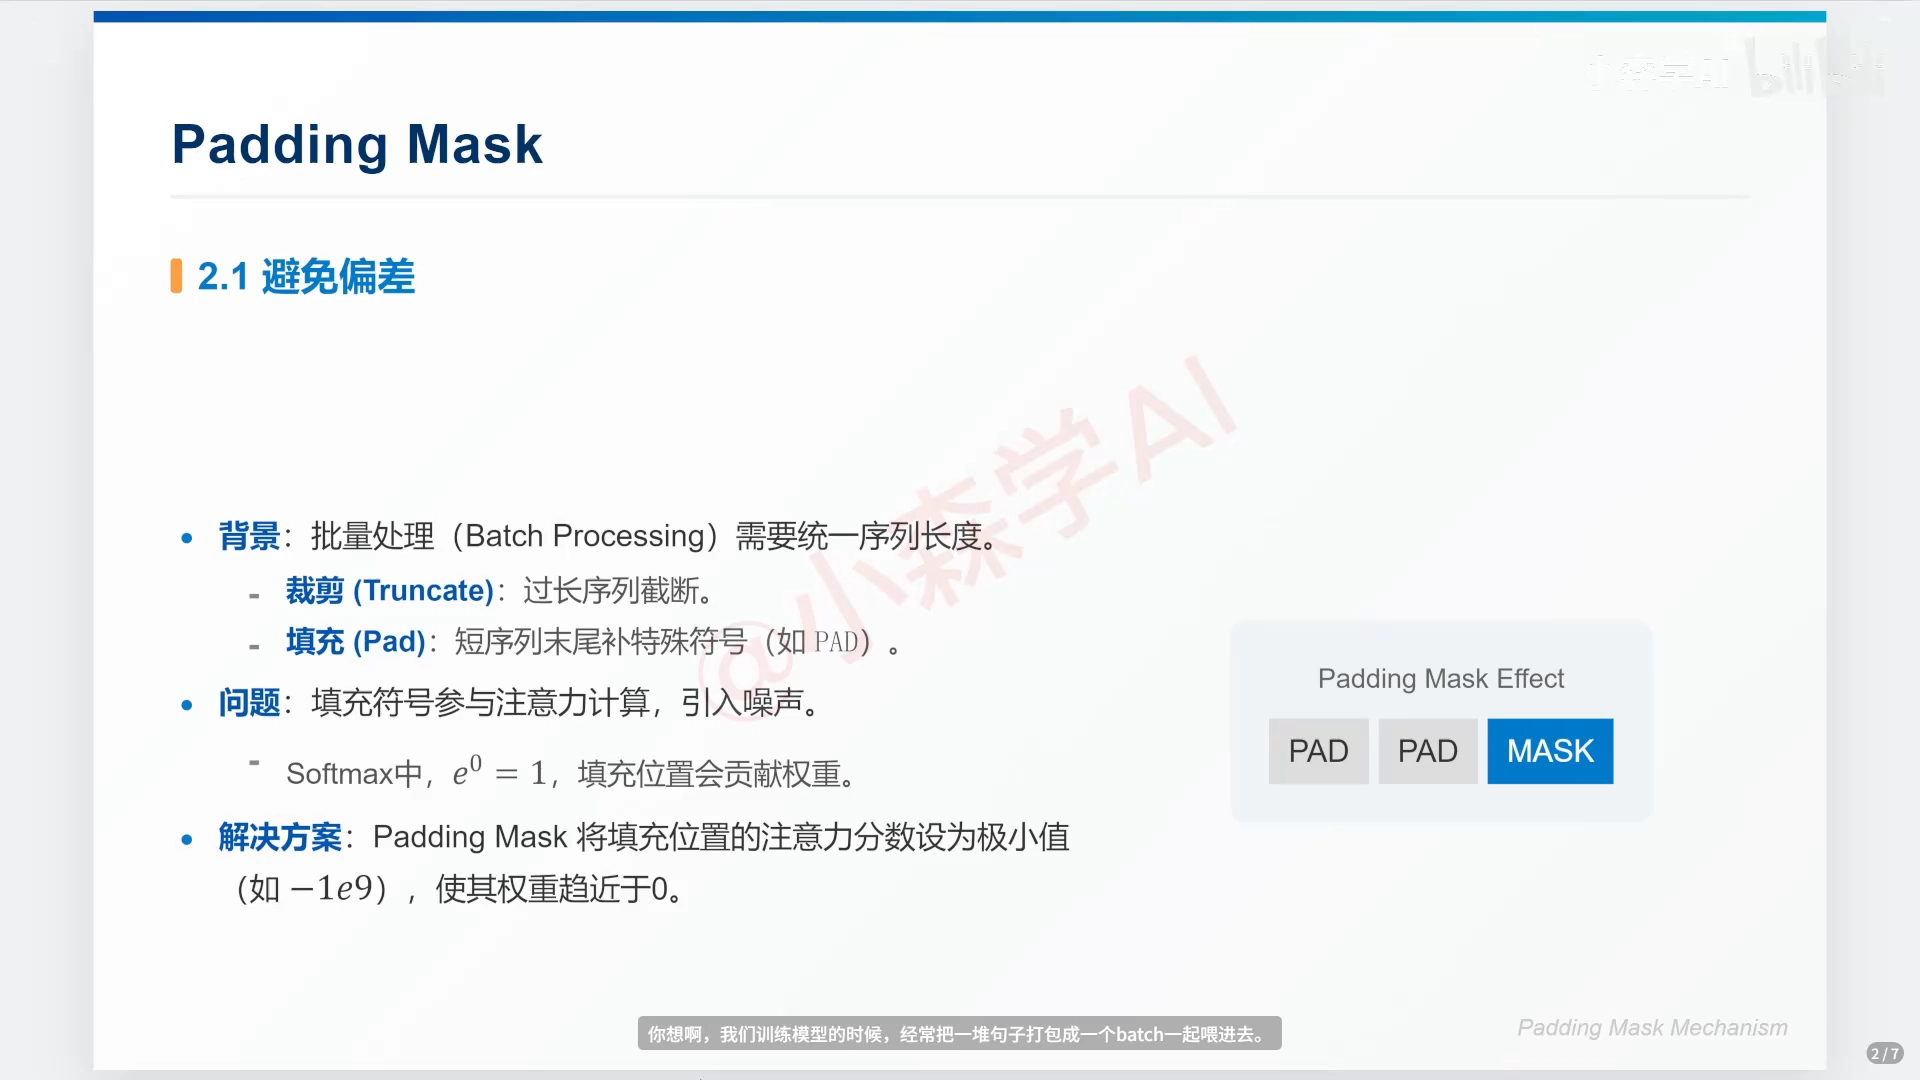 小森学AI bilibili
Padding Mask
2.1 避免偏差
@小森学AI
背景：批量处理（Batch Processing）需要统一序列长度。
- 裁剪 (Truncate)：过长序列截断。
- 填充 (Pad)：短序列末尾补特殊符号（如 PAD）。
问题：填充符号参与注意力计算，引入噪声。
- Softmax中，e⁰ = 1，填充位置会贡献权重。
解决方案：Padding Mask 将填充位置的注意力分数设为极小值
（如 −1e9），使其权重趋近于0。
Padding Mask Effect
PAD PAD MASK
你想啊，我们训练模型的时候，经常把一堆句子打包成一个batch一起喂进去。
Padding Mask Mechanism
2 / 7